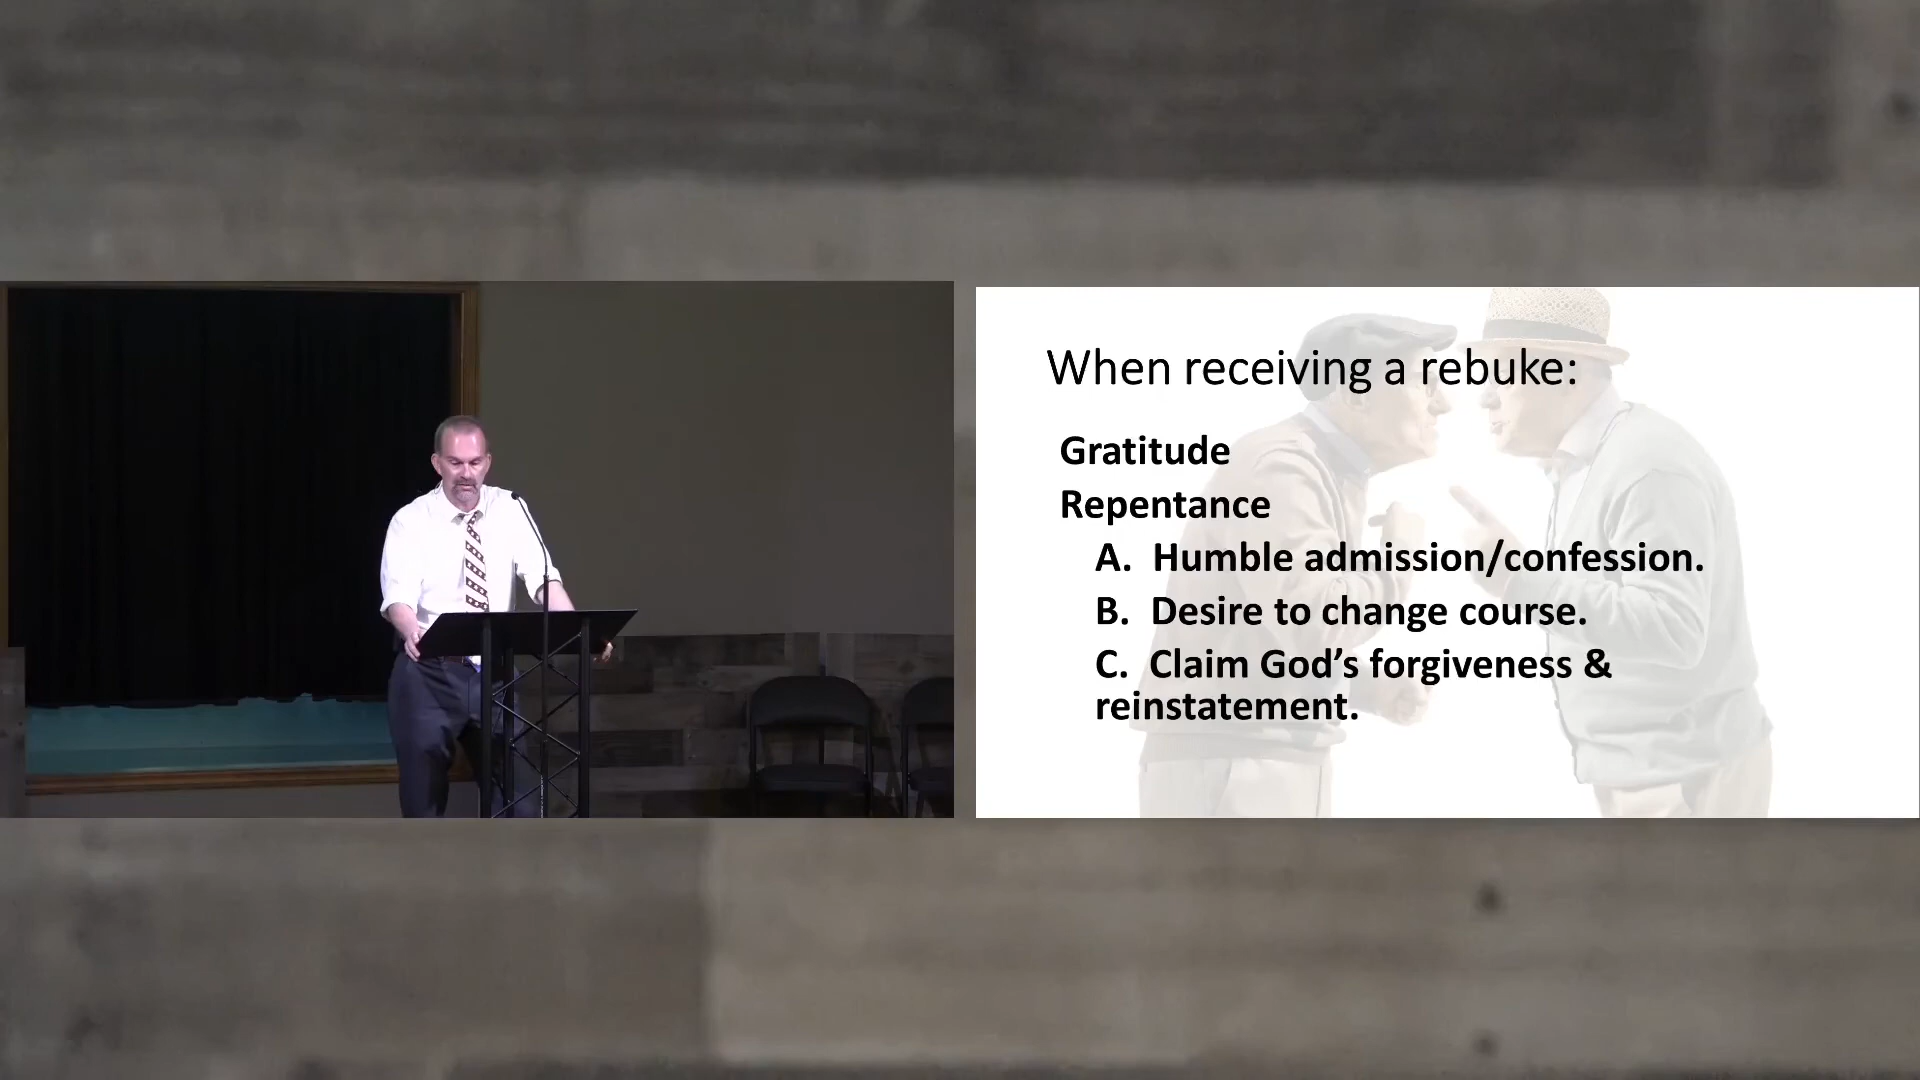 When receiving a rebuke:
Gratitude
Repentance
A. Humble admission/confession.
B. Desire to change course.
C. Claim God’s forgiveness &
reinstatement.